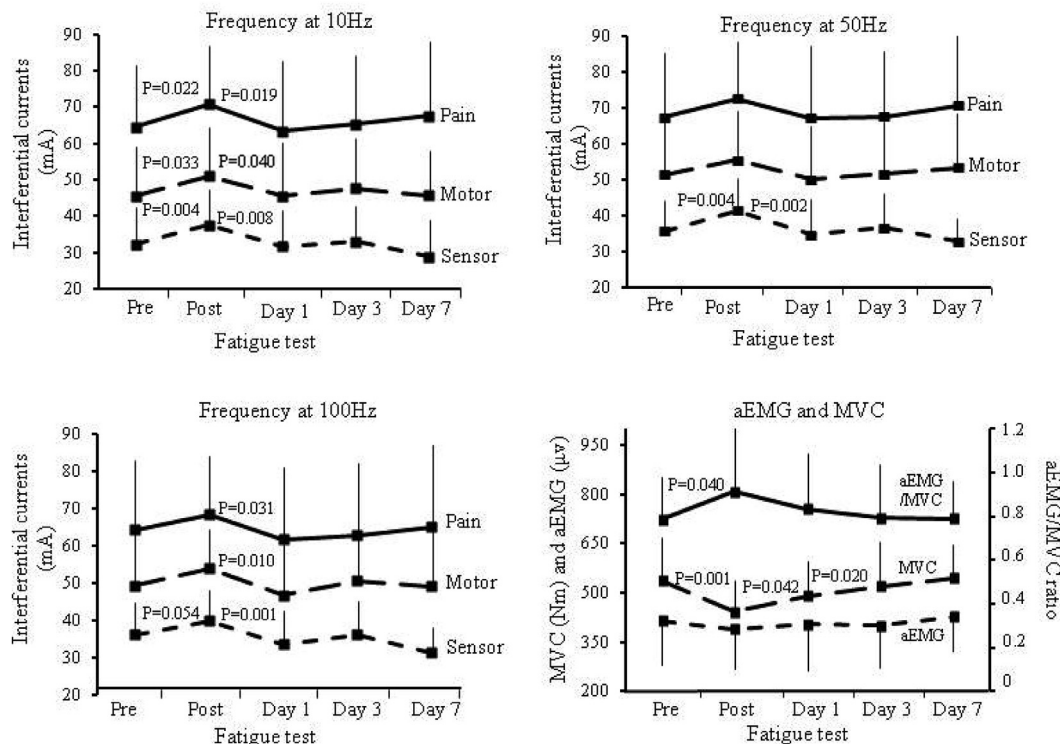 Frequency at 10Hz
90
80
70
60
50
40
30
20
Interferential currents
(mA)
P=0.022
P=0.019
Pain
P=0.033
P=0.040
Motor
P=0.004
P=0.008
Sensor
Pre
Post
Day 1
Day 3
Day 7
Fatigue test
Frequency at 50Hz
90
80
70
60
50
40
30
20
Interferential currents
(mA)
Pain
Motor
P=0.004
P=0.002
Sensor
Pre
Post
Day 1
Day 3
Day 7
Fatigue test
Frequency at 100Hz
90
80
70
60
50
40
30
20
Interferential currents
(mA)
P=0.031
Pain
P=0.010
Motor
P=0.054
P=0.001
Sensor
Pre
Post
Day 1
Day 3
Day 7
Fatigue test
aEMG and MVC
950
800
650
500
350
200
MVC (Nm) and aEMG (μv)
1.2
1.0
0.8
0.6
0.4
0.2
0
aEMG/MVC ratio
P=0.040
aEMG
/MVC
P=0.001
P=0.042
P=0.020
MVC
aEMG
Pre
Post
Day 1
Day 3
Day 7
Fatigue test